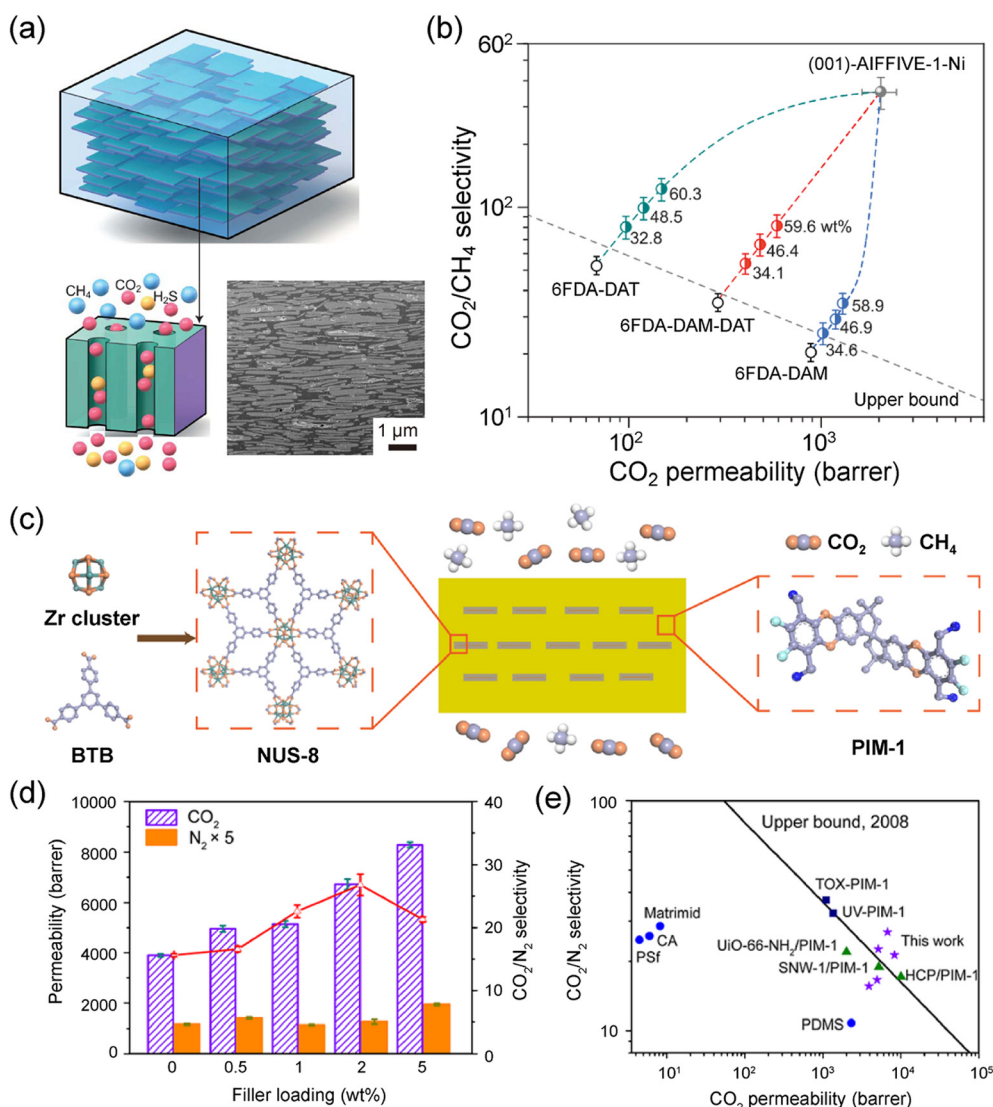 (a)
CH₄
CO₂
H₂S
1 μm
(b)
60²
10²
10¹
CO₂/CH₄ selectivity
(001)-AIFFIVE-1-Ni
60.3
48.5
32.8
6FDA-DAT
59.6 wt%
46.4
34.1
6FDA-DAM-DAT
58.9
46.9
34.6
6FDA-DAM
Upper bound
10²
10³
CO₂ permeability (barrer)
(c)
Zr cluster
BTB
NUS-8
CO₂
CH₄
PIM-1
(d)
10000
8000
6000
4000
2000
0
Permeability (barrer)
CO₂
N₂ × 5
40
30
20
10
0
CO₂/N₂ selectivity
0
0.5
1
2
5
Filler loading (wt%)
(e)
100
10
CO₂/N₂ selectivity
Upper bound, 2008
TOX-PIM-1
UV-PIM-1
Matrimid
CA
PSf
UiO-66-NH₂/PIM-1
This work
SNW-1/PIM-1
HCP/PIM-1
PDMS
10¹
10²
10³
10⁴
10⁵
CO₂ permeability (barrer)